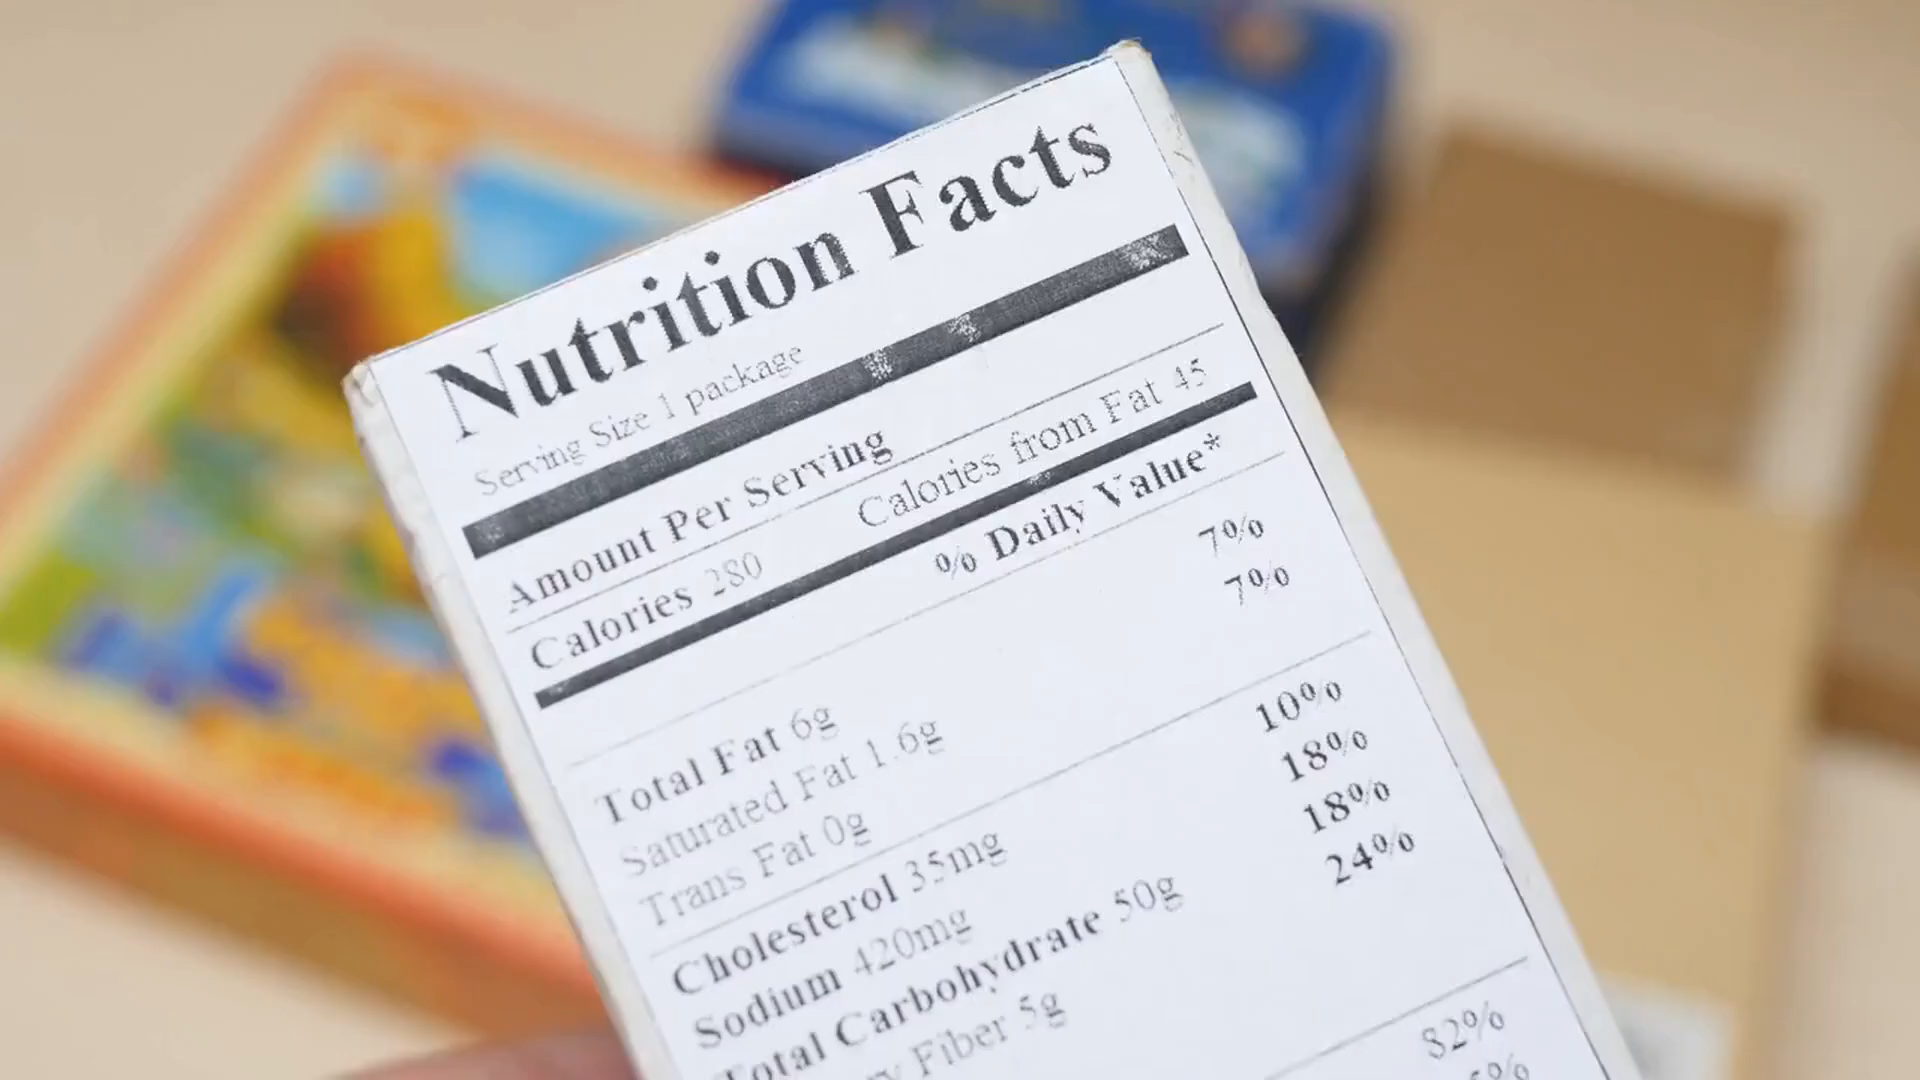 Nutrition Facts
Serving Size 1 package
Amount Per Serving
Calories 280 Calories from Fat 45
% Daily Value*
Total Fat 6g 7%
Saturated Fat 1.6g 7%
Trans Fat 0g
Cholesterol 35mg 10%
Sodium 420mg 18%
Total Carbohydrate 50g 18%
Fiber 5g 24%
82%